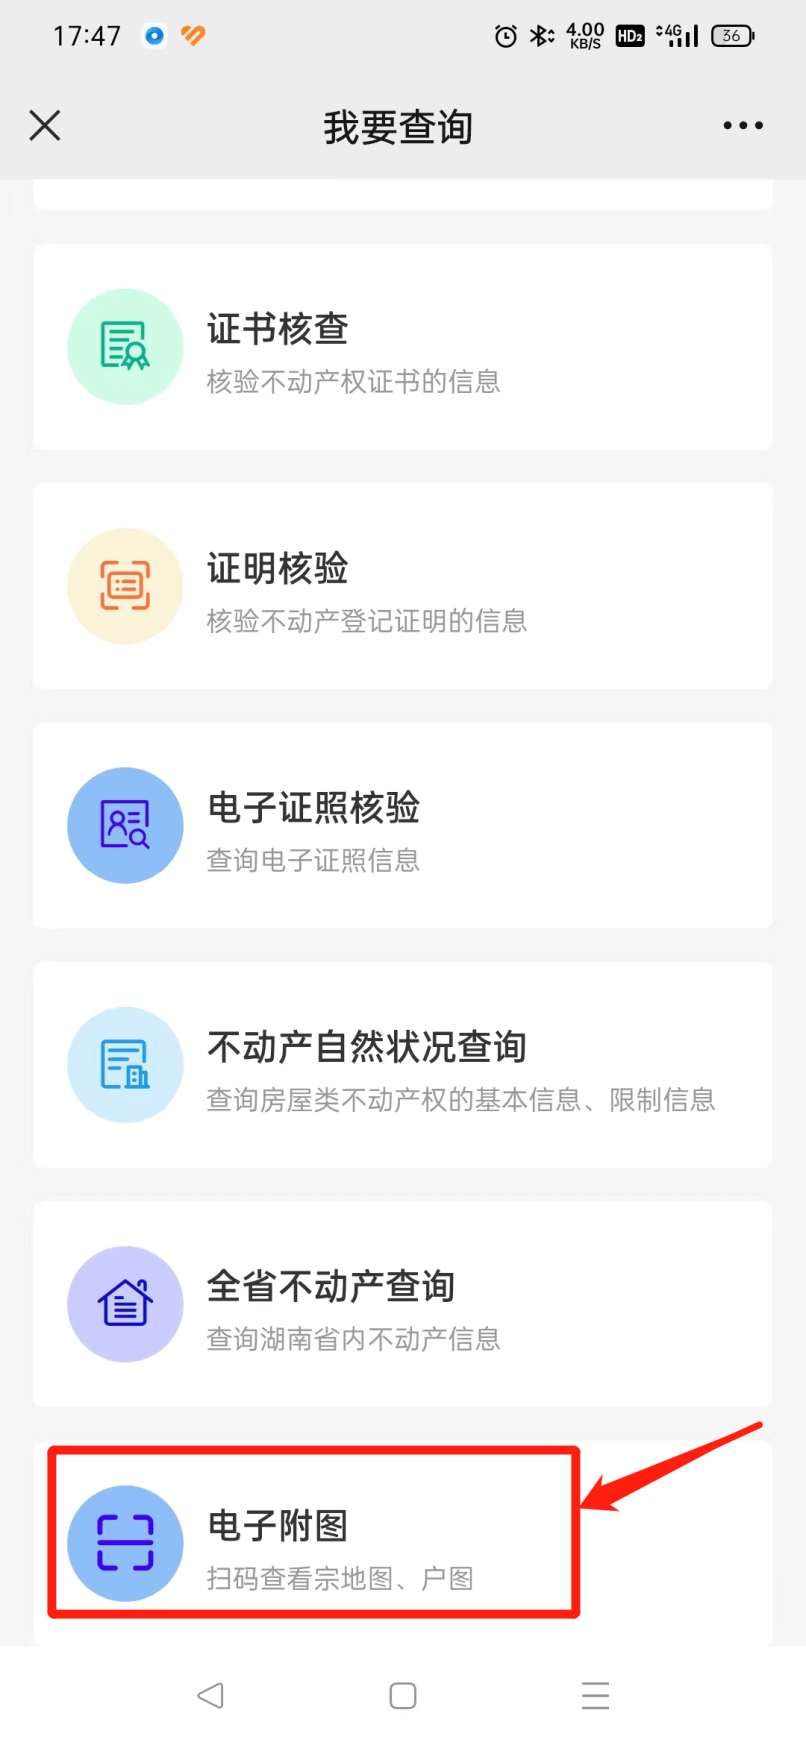 17:47
4.00
KB/S
HD2
4G
36
我要查询
证书核查
核验不动产权证书的信息
证明核验
核验不动产登记证明的信息
电子证照核验
查询电子证照信息
不动产自然状况查询
查询房屋类不动产权的基本信息、限制信息
全省不动产查询
查询湖南省内不动产信息
电子附图
扫码查看宗地图、户图